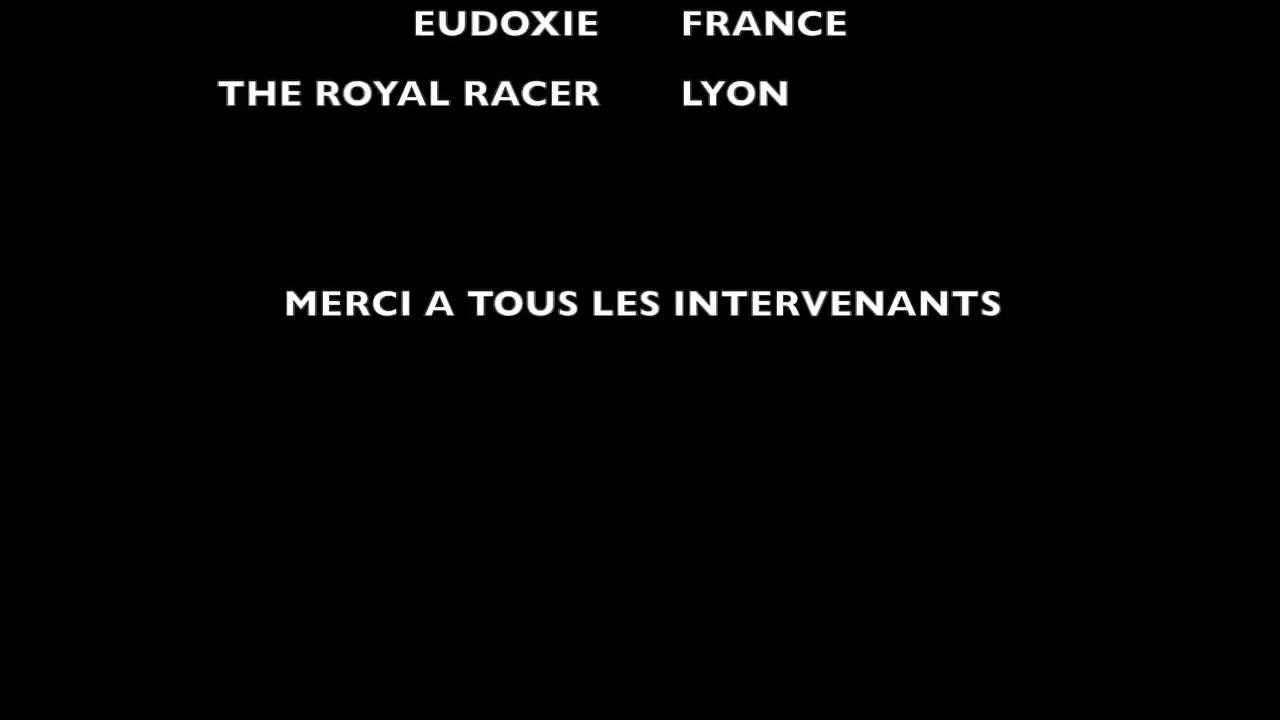 EUDOXIE FRANCE
THE ROYAL RACER LYON
MERCI A TOUS LES INTERVENANTS